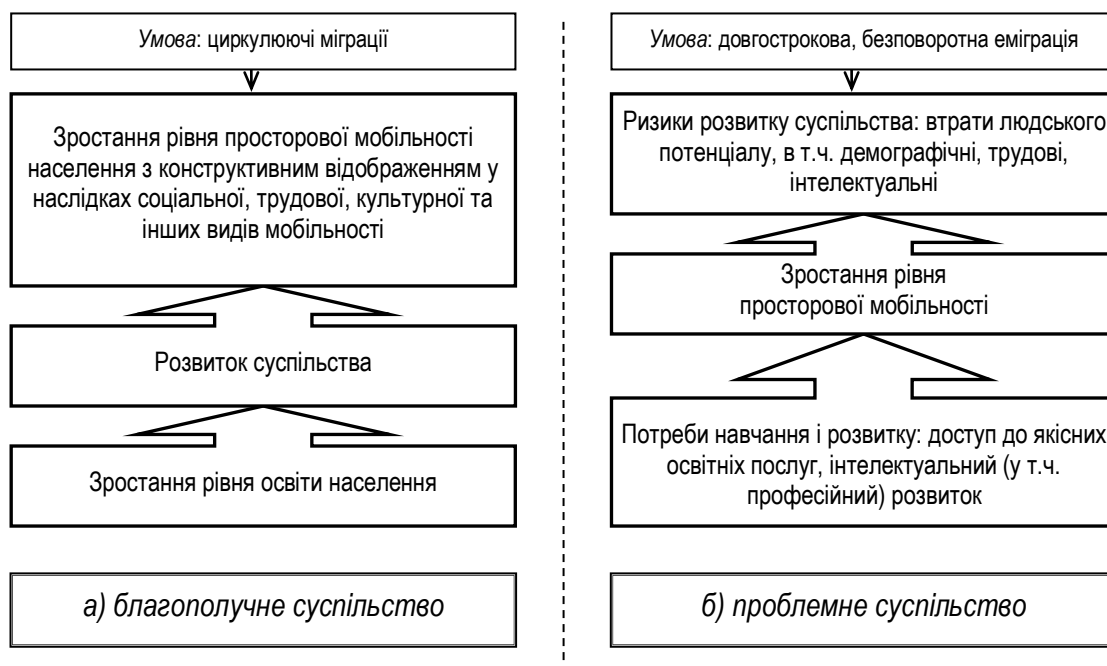 Умова: циркулюючі міграції
Зростання рівня просторової мобільності
населення з конструктивним відображенням у
наслідках соціальної, трудової, культурної та
інших видів мобільності
Розвиток суспільства
Зростання рівня освіти населення
а) благополучне суспільство
Умова: довгострокова, безповоротна еміграція
Ризики розвитку суспільства: втрати людського
потенціалу, в т.ч. демографічні, трудові,
інтелектуальні
Зростання рівня
просторової мобільності
Потреби навчання і розвитку: доступ до якісних
освітніх послуг, інтелектуальний (у т.ч.
професійний) розвиток
б) проблемне суспільство